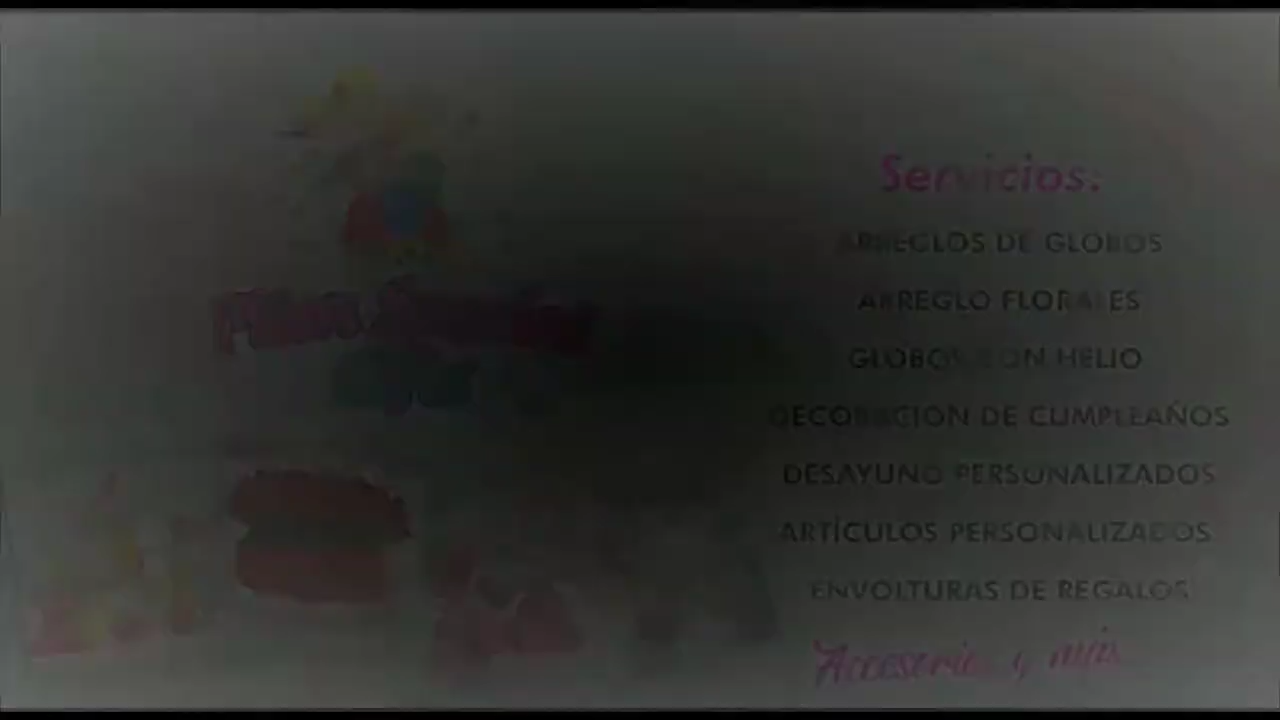 Servicios:
ARREGLOS DE GLOBOS
ARREGLO FLORALES
GLOBOS CON HELIO
DECORACION DE CUMPLEAÑOS
DESAYUNO PERSONALIZADOS
ARTÍCULOS PERSONALIZADOS
ENVOLTURAS DE REGALOS
Accesorios y más